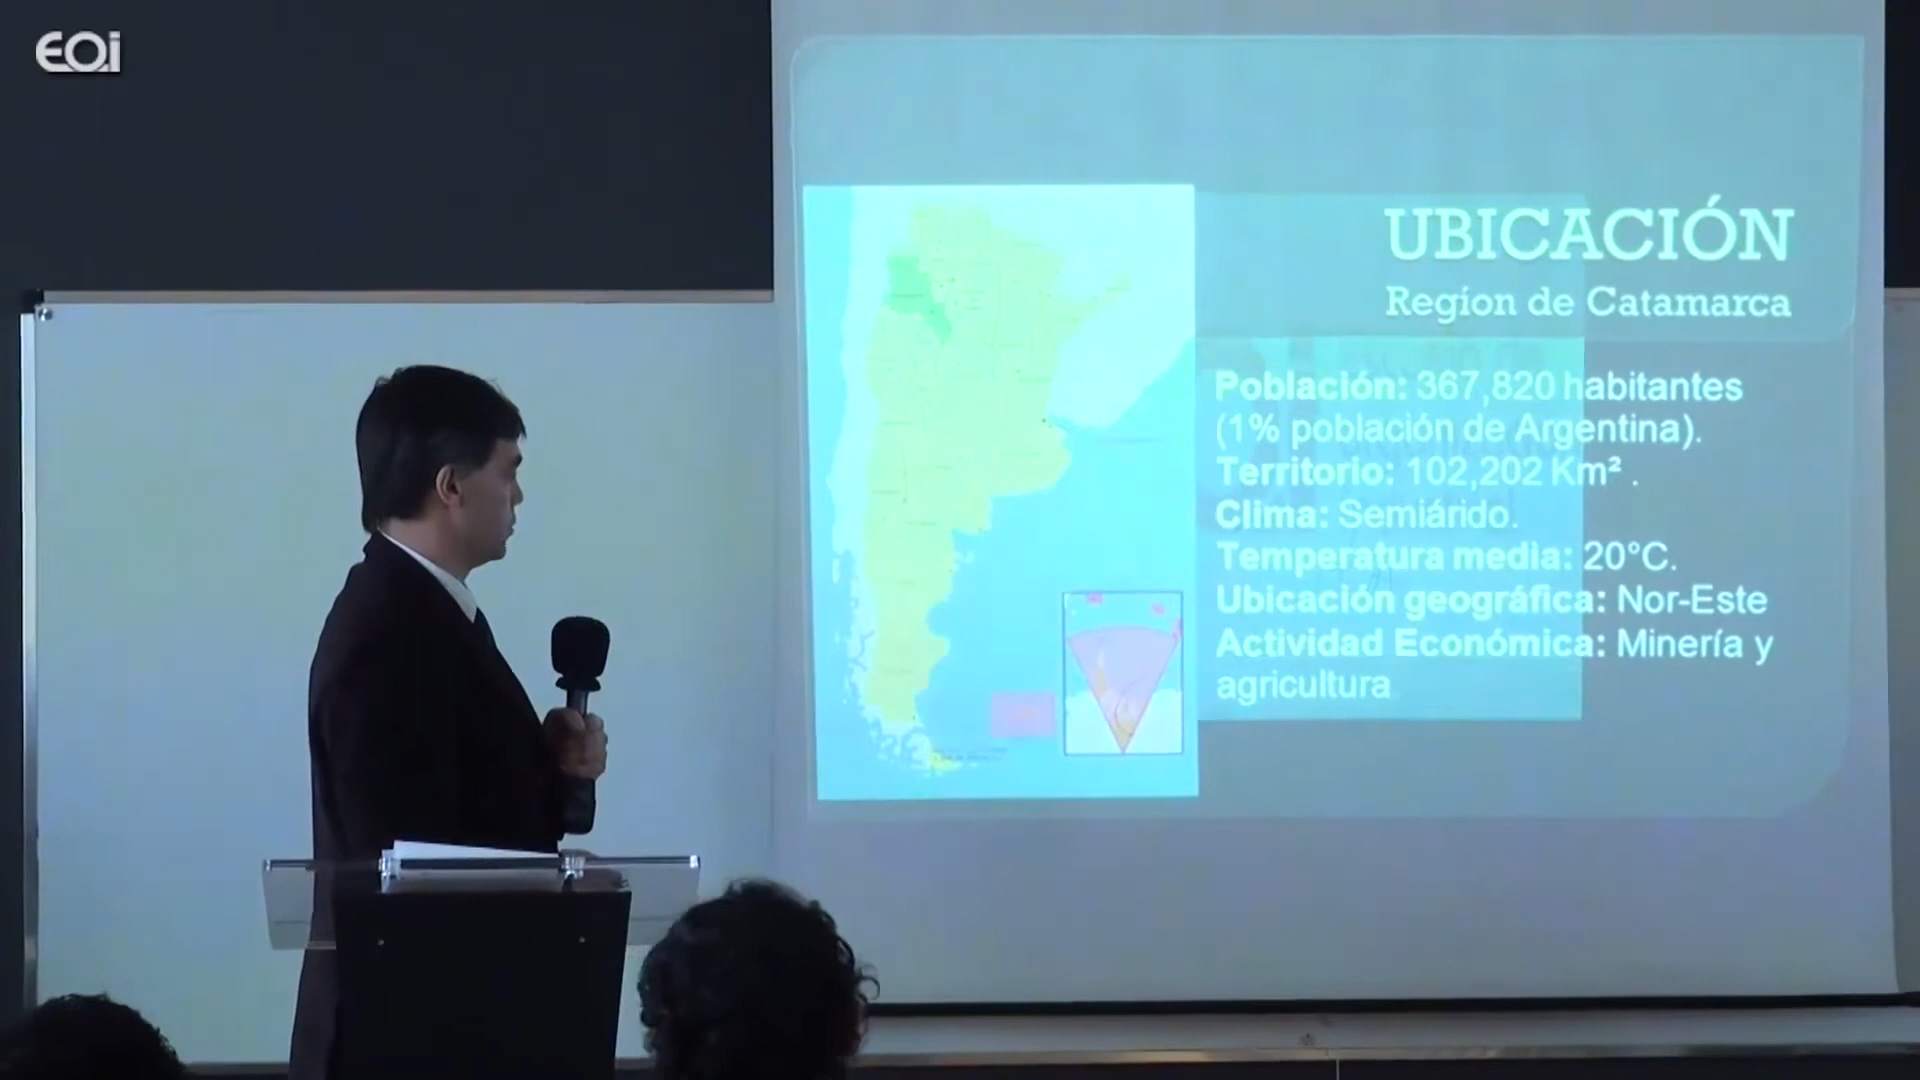 EOi
UBICACIÓN
Regíon de Catamarca
Población: 367,820 habitantes
(1% población de Argentina).
Territorio: 102,202 Km².
Clima: Semiárido.
Temperatura media: 20°C.
Ubicación geográfica: Nor-Este
Actividad Económica: Minería y
agricultura